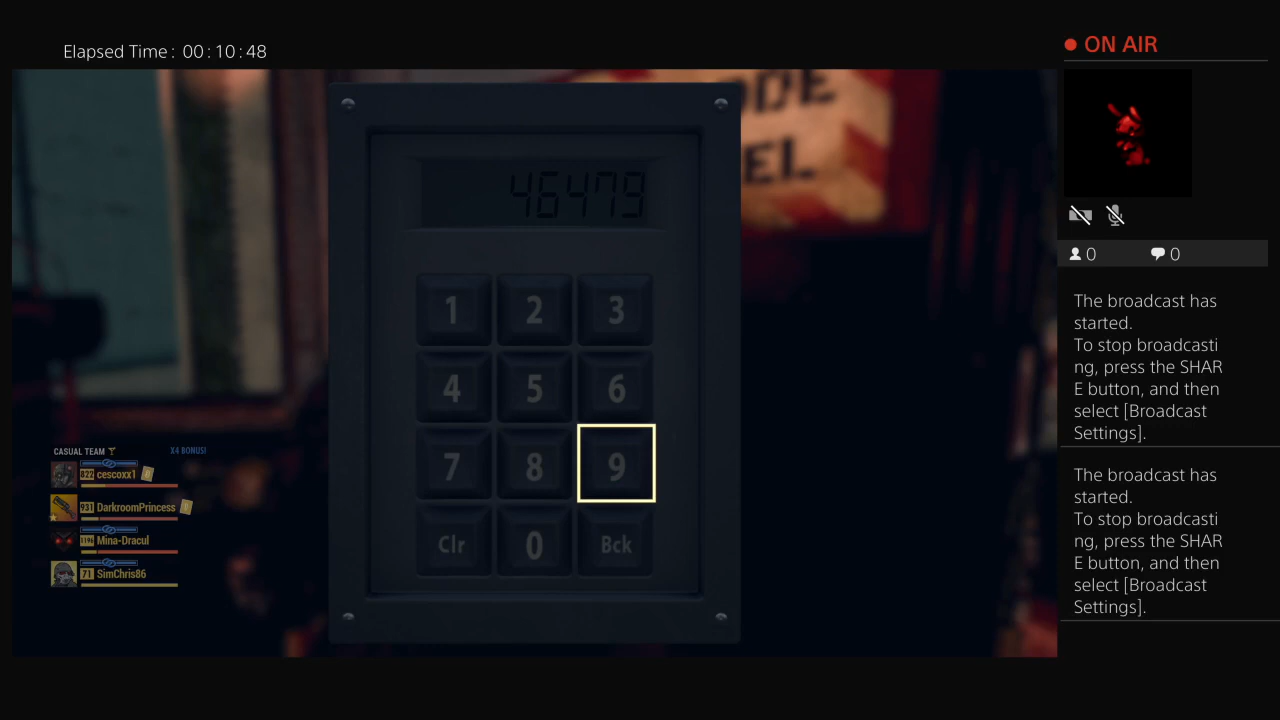 Elapsed Time : 00:10:48
ON AIR
46479
1 2 3
4 5 6
7 8 9
Clr 0 Bck
CASUAL TEAM X4 BONUS!
822 cescoxx1
931 DarkroomPrincess
Mina-Dracul
71 SimChris86
0 0
The broadcast has
started.
To stop broadcasti
ng, press the SHAR
E button, and then
select [Broadcast
Settings].
The broadcast has
started.
To stop broadcasti
ng, press the SHAR
E button, and then
select [Broadcast
Settings].